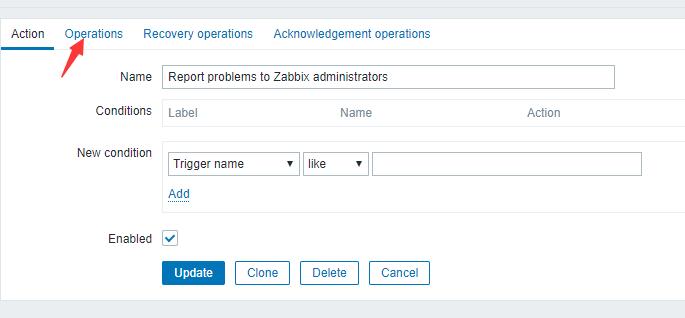 Action Operations Recovery operations Acknowledgement operations
Name Report problems to Zabbix administrators
Conditions Label Name Action
New condition
Trigger name like
Add
Enabled
Update Clone Delete Cancel